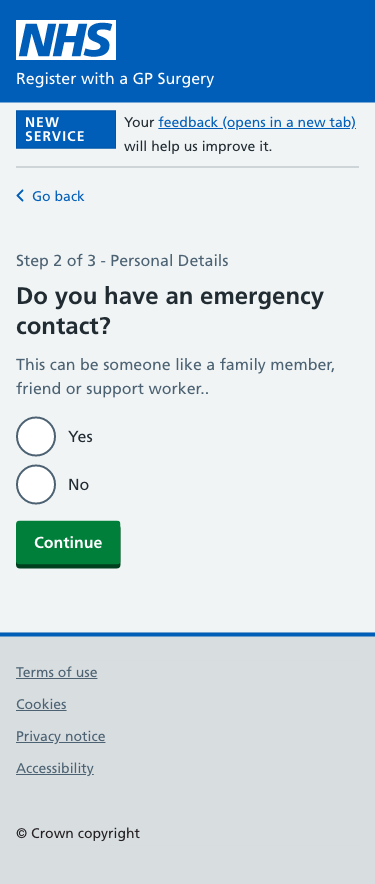 NHS
Register with a GP Surgery
NEW
SERVICE
Your feedback (opens in a new tab)
will help us improve it.
Go back
Step 2 of 3 - Personal Details
Do you have an emergency
contact?
This can be someone like a family member,
friend or support worker..
Yes
No
Continue
Terms of use
Cookies
Privacy notice
Accessibility
© Crown copyright